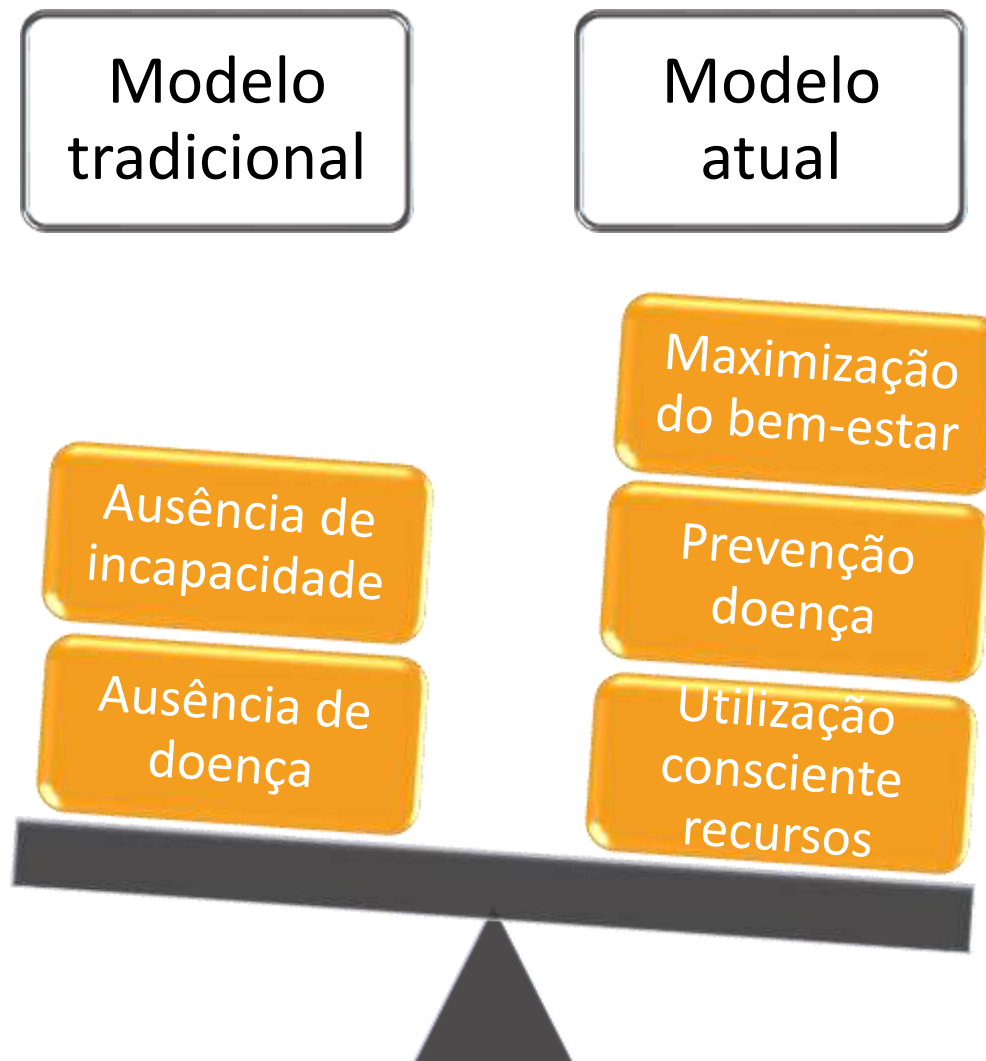 Modelo
tradicional
Modelo
atual
Maximização
do bem-estar
Ausência de
incapacidade
Prevenção
doença
Ausência de
doença
Utilização
consciente
recursos